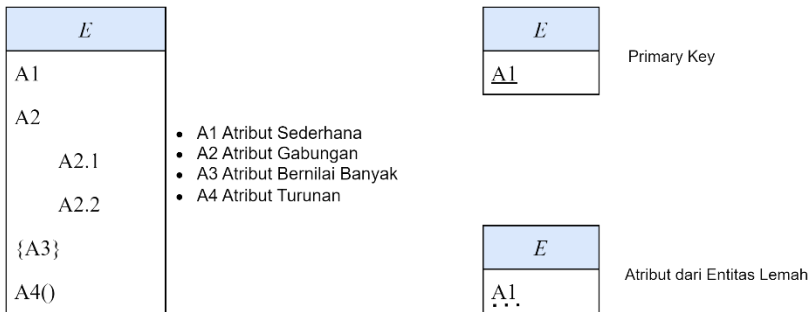 E
A1
A2
A2.1
A2.2
{A3}
A4()
• A1 Atribut Sederhana
• A2 Atribut Gabungan
• A3 Atribut Bernilai Banyak
• A4 Atribut Turunan
E
A1
Primary Key
E
A1
Atribut dari Entitas Lemah